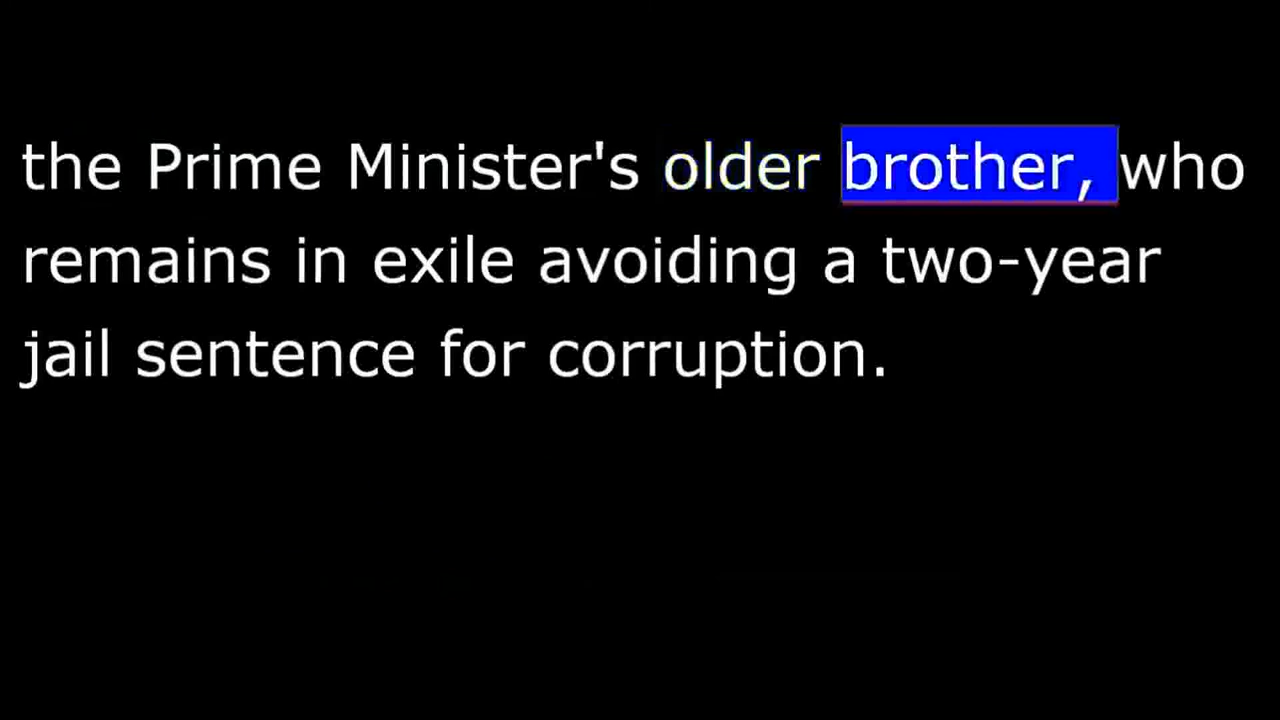 the Prime Minister's older brother, who
remains in exile avoiding a two-year
jail sentence for corruption.